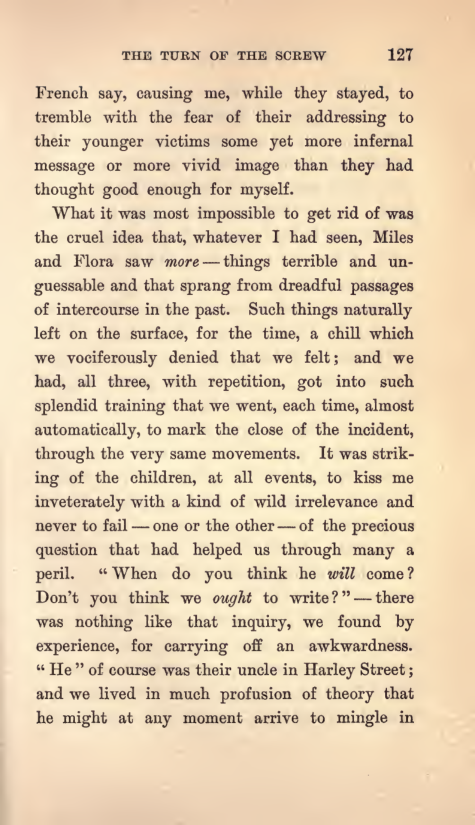 THE TURN OF THE SCREW 127
French say, causing me, while they stayed, to
tremble with the fear of their addressing to
their younger victims some yet more infernal
message or more vivid image than they had
thought good enough for myself.
What it was most impossible to get rid of was
the cruel idea that, whatever I had seen, Miles
and Flora saw more — things terrible and un-
guessable and that sprang from dreadful passages
of intercourse in the past. Such things naturally
left on the surface, for the time, a chill which
we vociferously denied that we felt; and we
had, all three, with repetition, got into such
splendid training that we went, each time, almost
automatically, to mark the close of the incident,
through the very same movements. It was strik-
ing of the children, at all events, to kiss me
inveterately with a kind of wild irrelevance and
never to fail — one or the other — of the precious
question that had helped us through many a
peril. "When do you think he will come?
Don't you think we ought to write?" — there
was nothing like that inquiry, we found by
experience, for carrying off an awkwardness.
"He" of course was their uncle in Harley Street;
and we lived in much profusion of theory that
he might at any moment arrive to mingle in